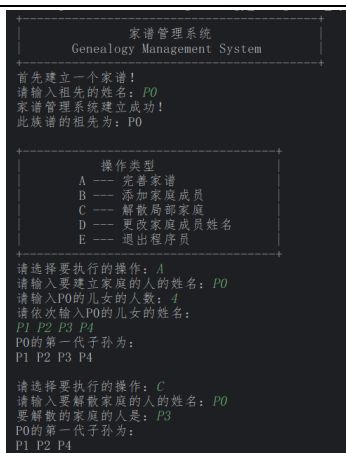 家谱管理系统
Genealogy Management System
首先建立一个家谱!
请输入祖先的姓名: P0
家谱管理系统建立成功!
此族谱的祖先为: P0
操作类型
A --- 完善家谱
B --- 添加家庭成员
C --- 解散局部家庭
D --- 更改家庭成员姓名
E --- 退出程序员
请选择要执行的操作: A
请输入要建立家庭的人的姓名: P0
请输入P0的儿女的人数: 4
请依次输入P0的儿女的姓名:
P1 P2 P3 P4
P0的第一代子孙为:
P1 P2 P3 P4
请选择要执行的操作: C
请输入要解散家庭的人的姓名: P0
要解散的家庭的人是: P3
P0的第一代子孙为:
P1 P2 P4